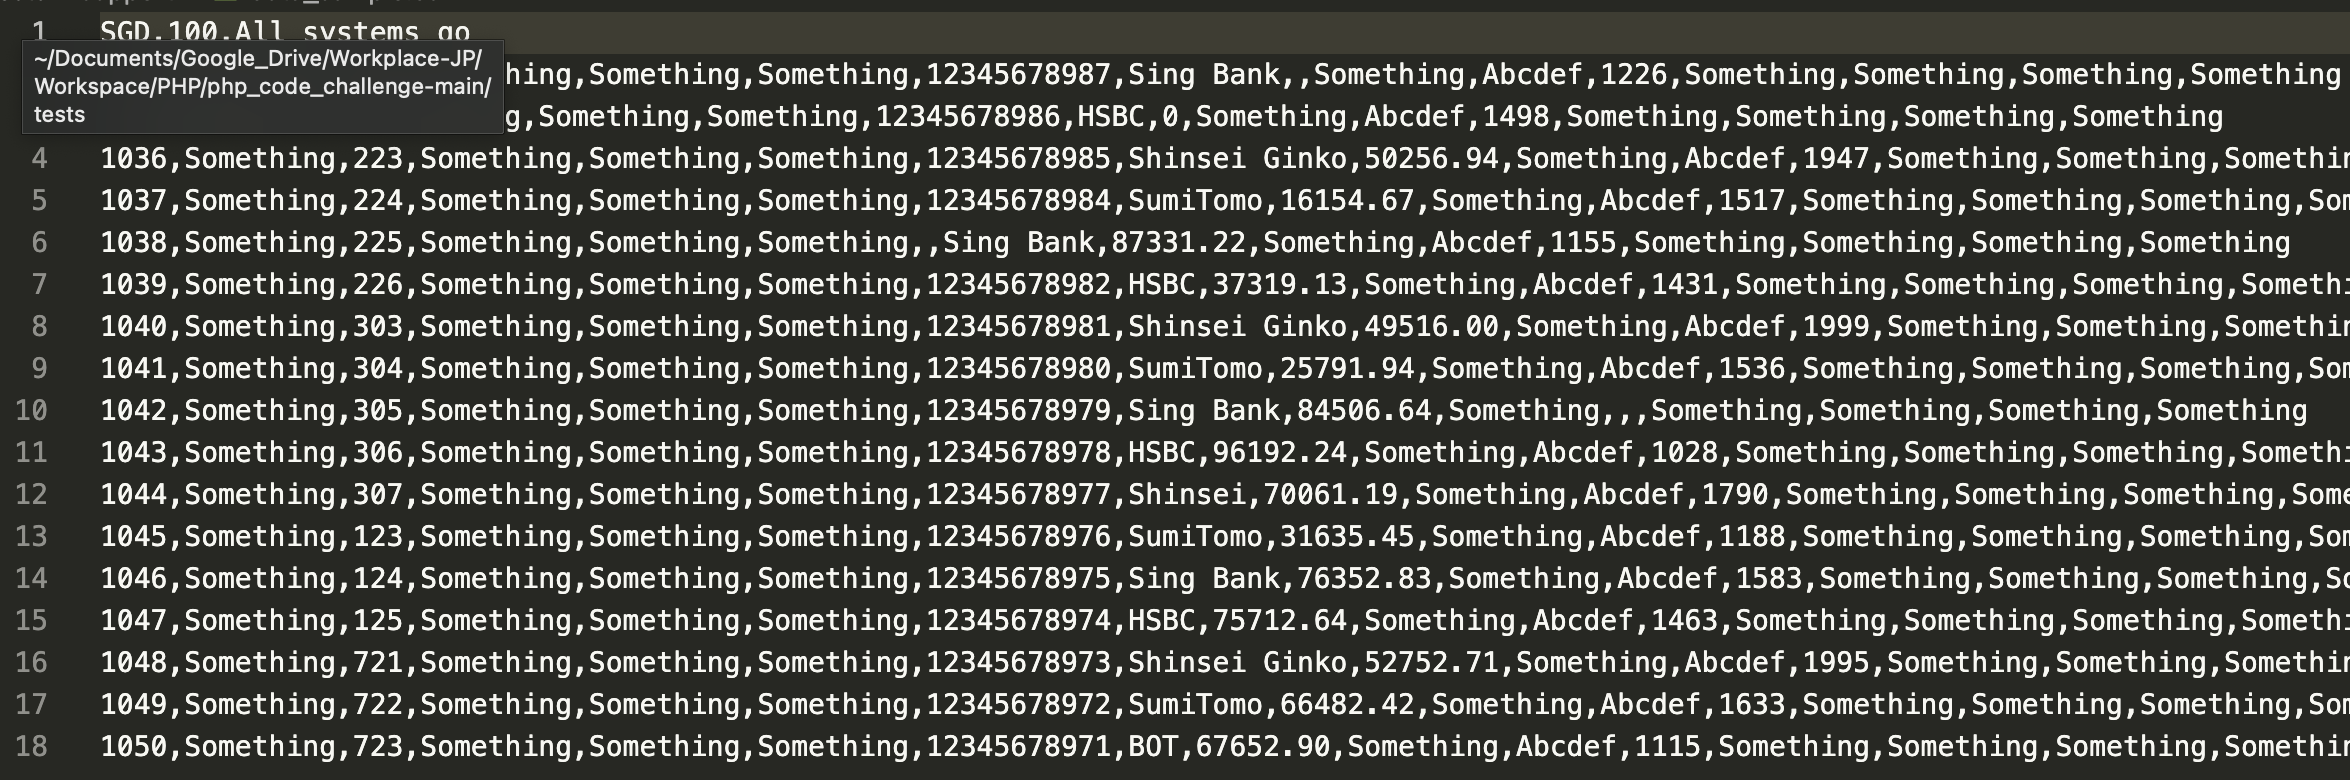 1 SGD,100,All systems go
~/Documents/Google_Drive/Workplace-JP/
Workspace/PHP/php_code_challenge-main/
tests
hing,Something,Something,12345678987,Sing Bank,,Something,Abcdef,1226,Something,Something,Something,Something
g,Something,Something,12345678986,HSBC,0,Something,Abcdef,1498,Something,Something,Something,Something
4 1036,Something,223,Something,Something,Something,12345678985,Shinsei Ginko,50256.94,Something,Abcdef,1947,Something,Something,Somethin
5 1037,Something,224,Something,Something,Something,12345678984,SumiTomo,16154.67,Something,Abcdef,1517,Something,Something,Something,Som
6 1038,Something,225,Something,Something,Something,,Sing Bank,87331.22,Something,Abcdef,1155,Something,Something,Something,Something
7 1039,Something,226,Something,Something,Something,12345678982,HSBC,37319.13,Something,Abcdef,1431,Something,Something,Something,Somethi
8 1040,Something,303,Something,Something,Something,12345678981,Shinsei Ginko,49516.00,Something,Abcdef,1999,Something,Something,Somethin
9 1041,Something,304,Something,Something,Something,12345678980,SumiTomo,25791.94,Something,Abcdef,1536,Something,Something,Something,Som
10 1042,Something,305,Something,Something,Something,12345678979,Sing Bank,84506.64,Something,,,Something,Something,Something,Something
11 1043,Something,306,Something,Something,Something,12345678978,HSBC,96192.24,Something,Abcdef,1028,Something,Something,Something,Somethi
12 1044,Something,307,Something,Something,Something,12345678977,Shinsei,70061.19,Something,Abcdef,1790,Something,Something,Something,Some
13 1045,Something,123,Something,Something,Something,12345678976,SumiTomo,31635.45,Something,Abcdef,1188,Something,Something,Something,Som
14 1046,Something,124,Something,Something,Something,12345678975,Sing Bank,76352.83,Something,Abcdef,1583,Something,Something,Something,So
15 1047,Something,125,Something,Something,Something,12345678974,HSBC,75712.64,Something,Abcdef,1463,Something,Something,Something,Somethi
16 1048,Something,721,Something,Something,Something,12345678973,Shinsei Ginko,52752.71,Something,Abcdef,1995,Something,Something,Somethin
17 1049,Something,722,Something,Something,Something,12345678972,SumiTomo,66482.42,Something,Abcdef,1633,Something,Something,Something,Som
18 1050,Something,723,Something,Something,Something,12345678971,BOT,67652.90,Something,Abcdef,1115,Something,Something,Something,Somethin